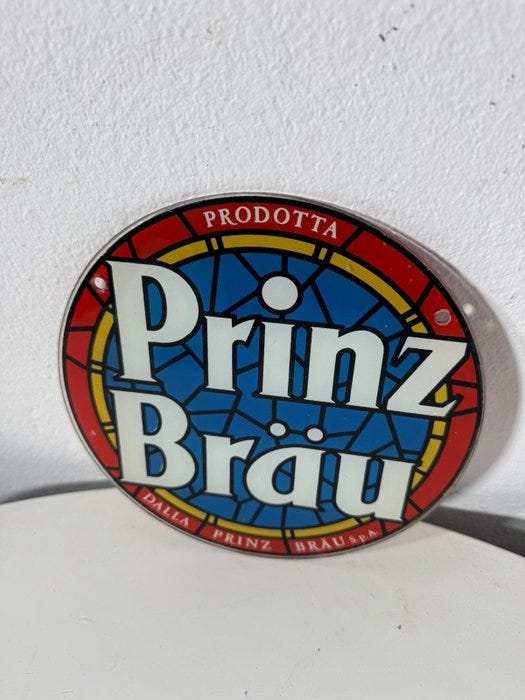 PRODOTTA
Prinz
Bräu
DALLA PRINZ BRÄU S.p.A.